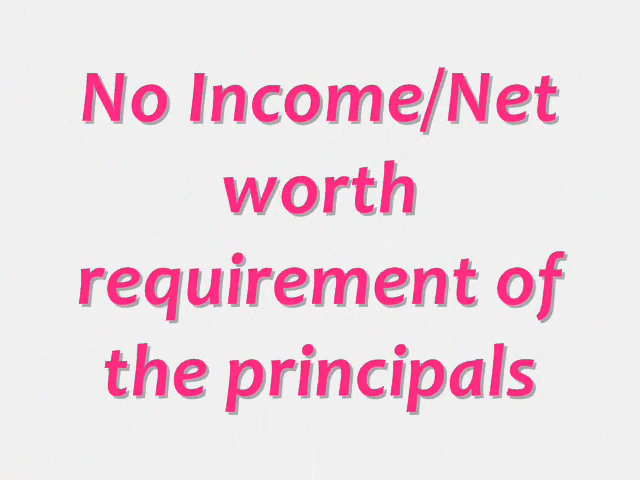 No Income/Net
worth
requirement of
the principals